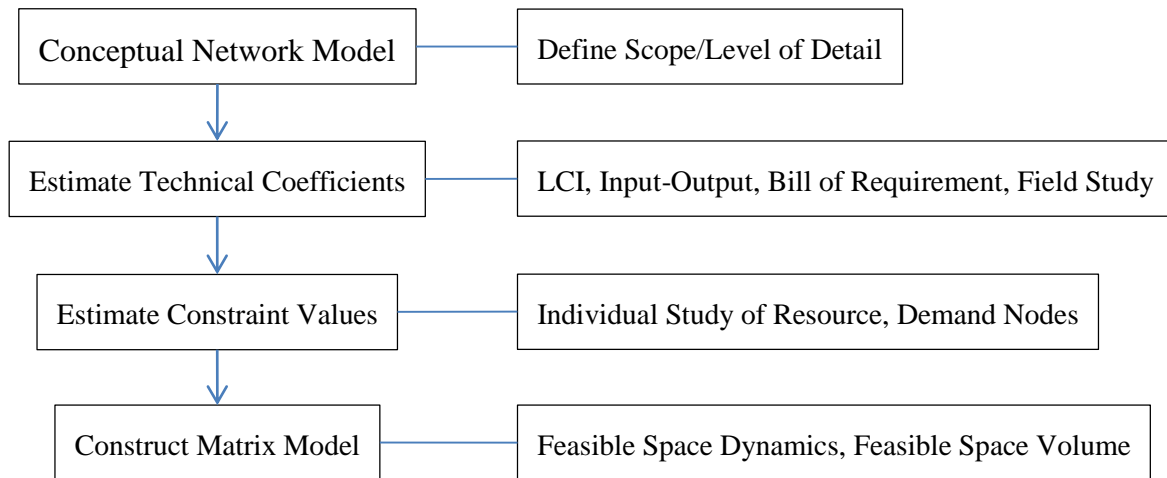 Conceptual Network Model
Define Scope/Level of Detail
Estimate Technical Coefficients
LCI, Input-Output, Bill of Requirement, Field Study
Estimate Constraint Values
Individual Study of Resource, Demand Nodes
Construct Matrix Model
Feasible Space Dynamics, Feasible Space Volume